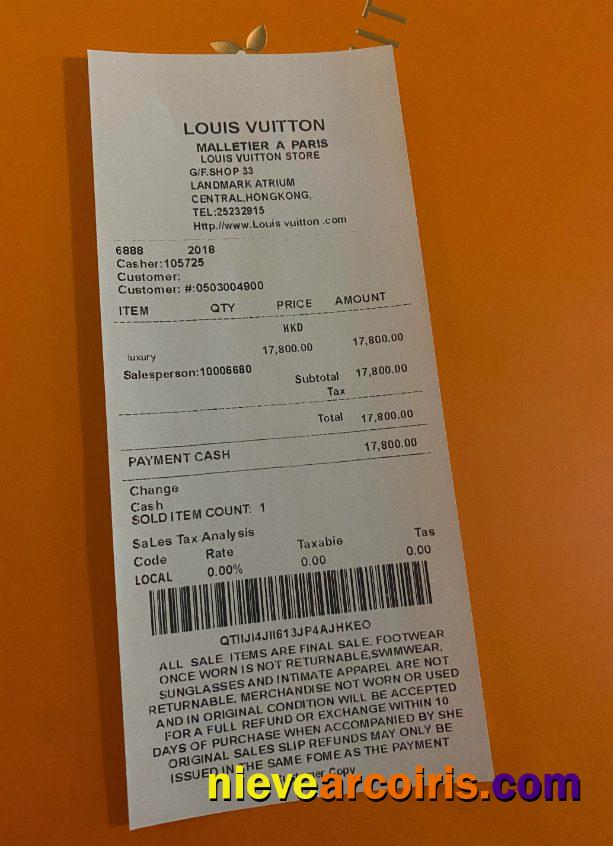 LOUIS VUITTON
MALLETIER A PARIS
LOUIS VUITTON STORE
G/F.SHOP 33
LANDMARK ATRIUM
CENTRAL,HONGKONG,
TEL:25232915
Http://www.Louis vuitton .com
6888 2018
Casher:105725
Customer:
Customer: #:0503004900
ITEM QTY PRICE AMOUNT
HKD
luxury 17,800.00 17,800.00
Salesperson:10006680
Subtotal 17,800.00
Tax
Total 17,800.00
PAYMENT CASH 17,800.00
Change
Cash
SOLD ITEM COUNT: 1
SaLes Tax Analysis
Code Rate Taxabie Tas
LOCAL 0.00% 0.00 0.00
QTIIJI4JII613JP4AJHKEO
ALL SALE ITEMS ARE FINAL SALE. FOOTWEAR
ONCE WORN IS NOT RETURNABLE,SWIMWEAR,
SUNGLASSES AND INTIMATE APPAREL ARE NOT
RETURNABLE, MERCHANDISE NOT WORN OR USED
AND IN ORIGINAL CONDITION WILL BE ACCEPTED
FOR A FULL REFUND OR EXCHANGE WITHIN 10
DAYS OF PURCHASE WHEN ACCOMPANIED BY SHE
ORIGINAL SALES SLIP REFUNDS MAY ONLY BE
ISSUED IN THE SAME FOME AS THE PAYMENT
Copy
nievearcoiris.com